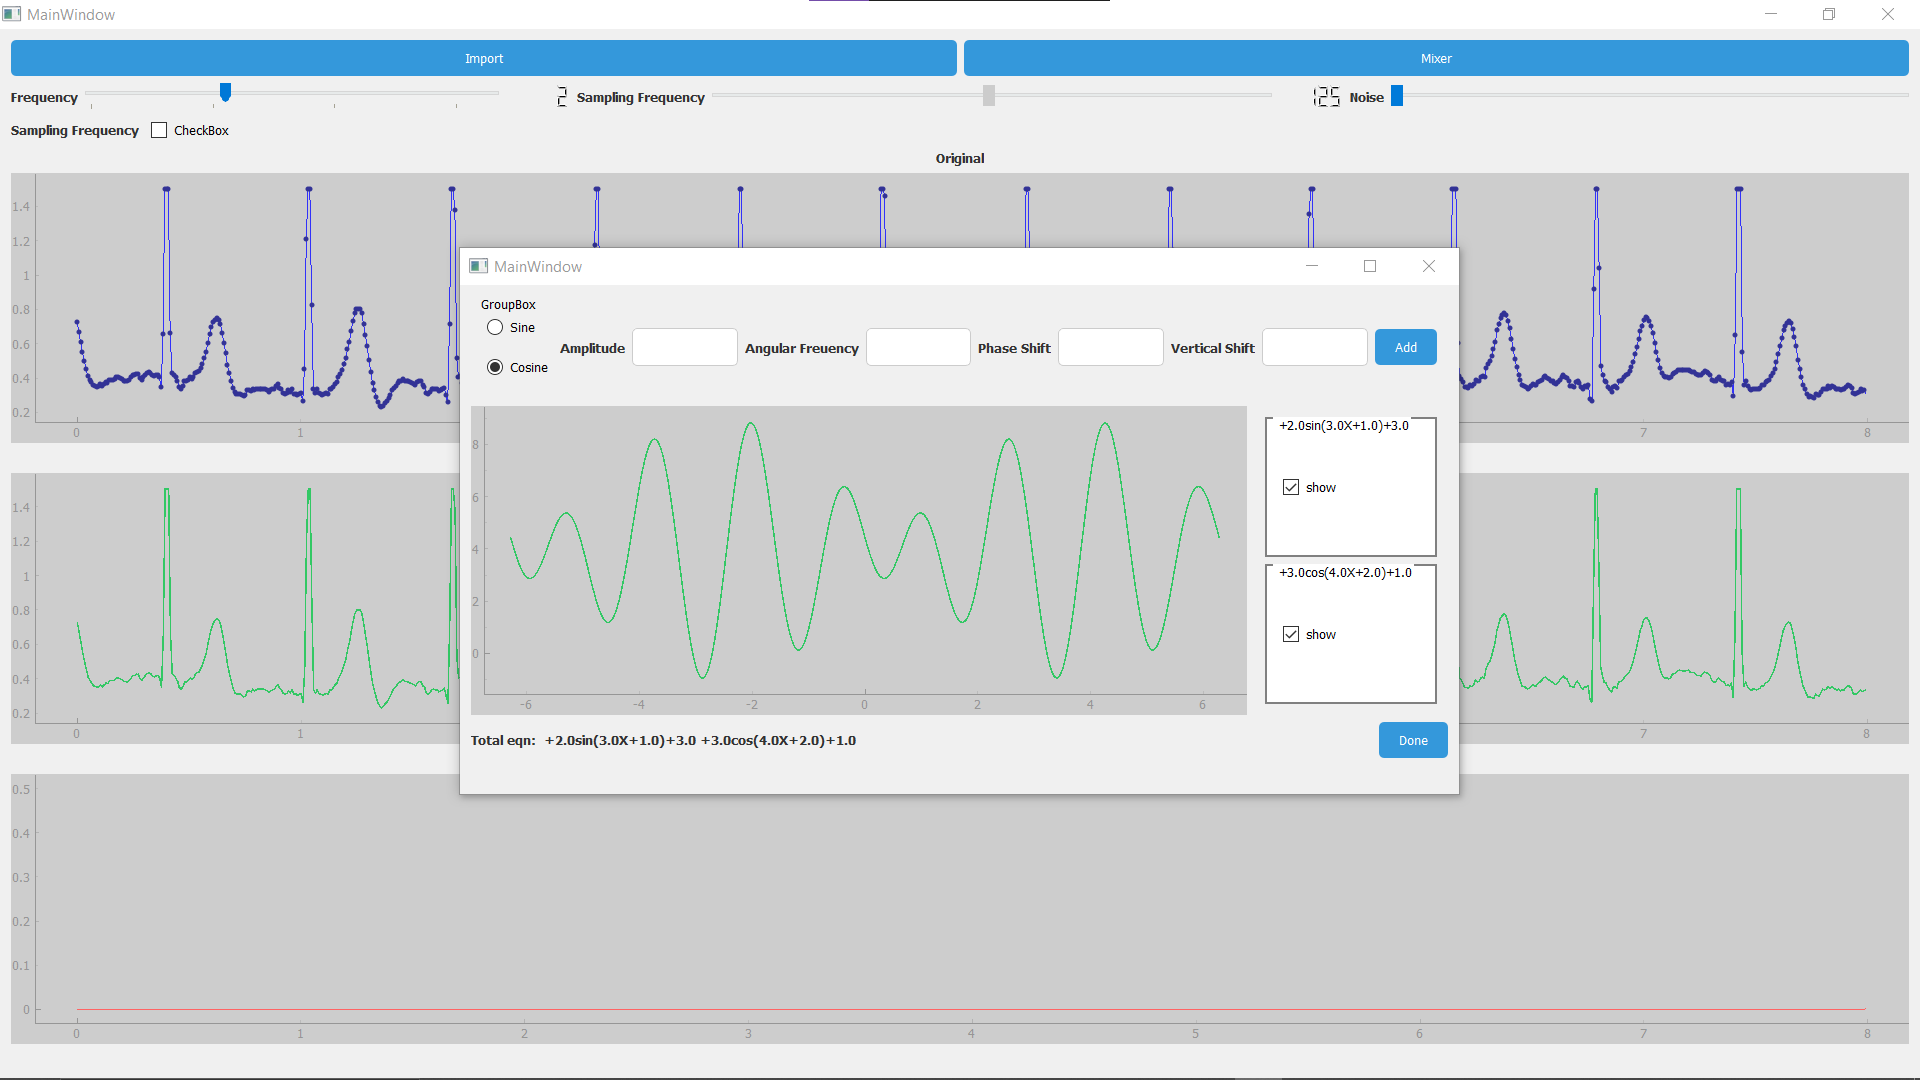 MainWindow
Import
Mixer
Frequency
2
Sampling Frequency
125
Noise
Sampling Frequency
CheckBox
Original
1.4
1.2
1
0.8
0.6
0.4
0.2
0
1
7
8
1.4
1.2
1
0.8
0.6
0.4
0.2
0
1
7
8
0.5
0.4
0.3
0.2
0.1
0
0
1
2
3
4
5
6
7
8
MainWindow
GroupBox
Sine
Cosine
Amplitude
Angular Freuency
Phase Shift
Vertical Shift
Add
8
6
4
2
0
-6
-4
-2
0
2
4
6
+2.0sin(3.0X+1.0)+3.0
show
+3.0cos(4.0X+2.0)+1.0
show
Total eqn: +2.0sin(3.0X+1.0)+3.0 +3.0cos(4.0X+2.0)+1.0
Done